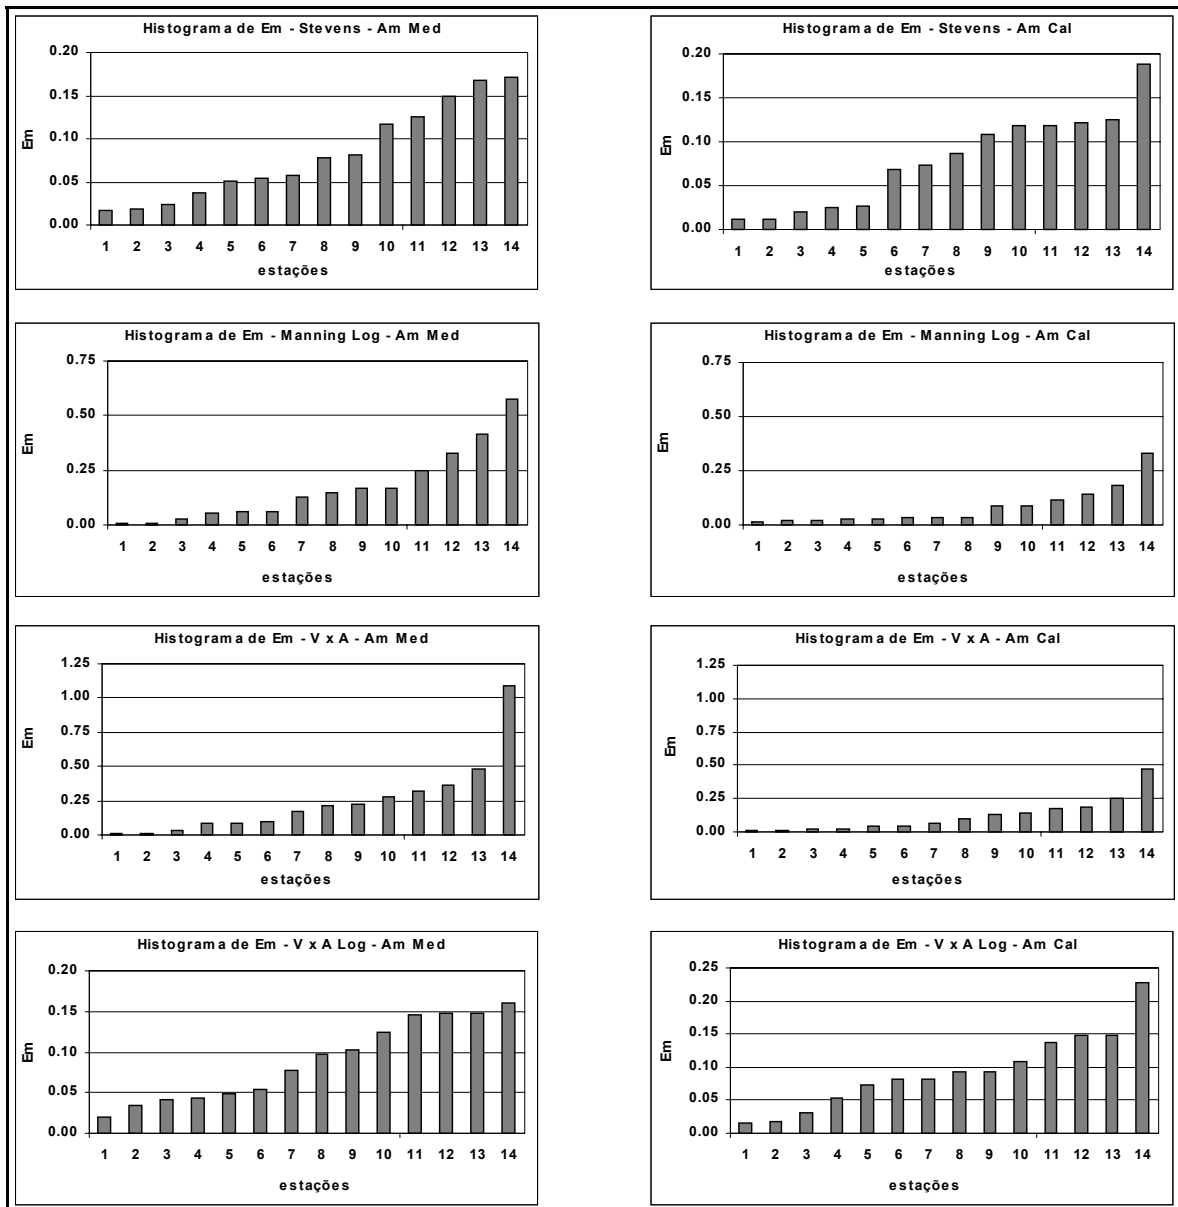 Histograma de Em - Stevens - Am Med
0.20
0.15
0.10
0.05
0.00
Em
1 2 3 4 5 6 7 8 9 10 11 12 13 14
estações
Histograma de Em - Stevens - Am Cal
0.20
0.15
0.10
0.05
0.00
Em
1 2 3 4 5 6 7 8 9 10 11 12 13 14
estações
Histograma de Em - Manning Log - Am Med
0.75
0.50
0.25
0.00
Em
1 2 3 4 5 6 7 8 9 10 11 12 13 14
estações
Histograma de Em - Manning Log - Am Cal
0.75
0.50
0.25
0.00
Em
1 2 3 4 5 6 7 8 9 10 11 12 13 14
estações
Histograma de Em - V x A - Am Med
1.25
1.00
0.75
0.50
0.25
0.00
Em
1 2 3 4 5 6 7 8 9 10 11 12 13 14
estações
Histograma de Em - V x A - Am Cal
1.25
1.00
0.75
0.50
0.25
0.00
Em
1 2 3 4 5 6 7 8 9 10 11 12 13 14
estações
Histograma de Em - V x A Log - Am Med
0.20
0.15
0.10
0.05
0.00
Em
1 2 3 4 5 6 7 8 9 10 11 12 13 14
estações
Histograma de Em - V x A Log - Am Cal
0.25
0.20
0.15
0.10
0.05
0.00
Em
1 2 3 4 5 6 7 8 9 10 11 12 13 14
estações